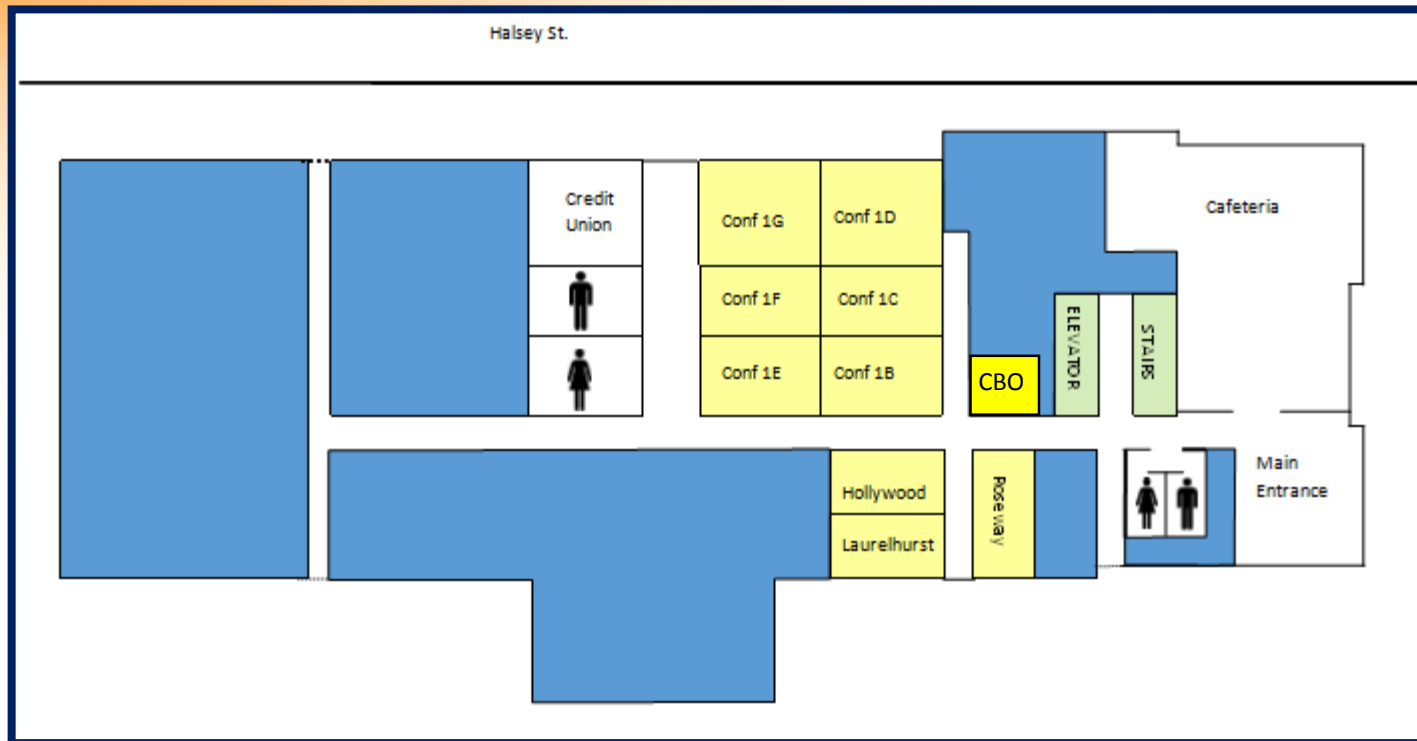 Halsey St.
Credit
Union
Conf 1G
Conf 1D
Cafeteria
Conf 1F
Conf 1C
ELEVATOR
STAIRS
Conf 1E
Conf 1B
CBO
Hollywood
Laurelhurst
Roseway
Main
Entrance